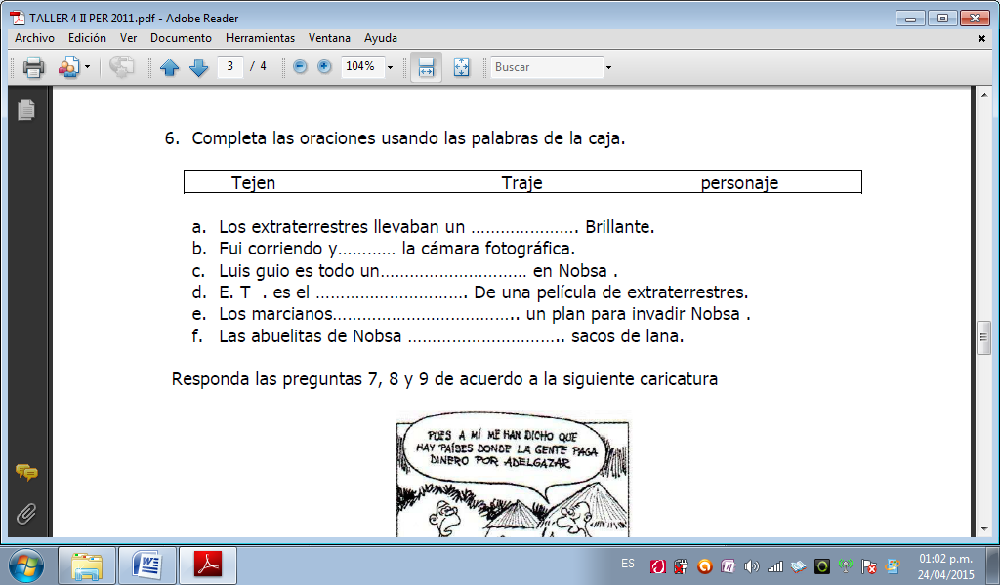 TALLER 4 II PER 2011.pdf - Adobe Reader
Archivo Edición Ver Documento Herramientas Ventana Ayuda
3 / 4 104% Buscar
6. Completa las oraciones usando las palabras de la caja.
Tejen Traje personaje
a. Los extraterrestres llevaban un …………………. Brillante.
b. Fui corriendo y………… la cámara fotográfica.
c. Luis guio es todo un………………………… en Nobsa .
d. E. T . es el …………………………. De una película de extraterrestres.
e. Los marcianos……………………………….. un plan para invadir Nobsa .
f. Las abuelitas de Nobsa ………………………….. sacos de lana.
Responda las preguntas 7, 8 y 9 de acuerdo a la siguiente caricatura
PUES A MÍ ME HAN DICHO QUE
HAY PAÍSES DONDE LA GENTE PAGA
DINERO POR ADELGAZAR
ES 01:02 p.m.
24/04/2015